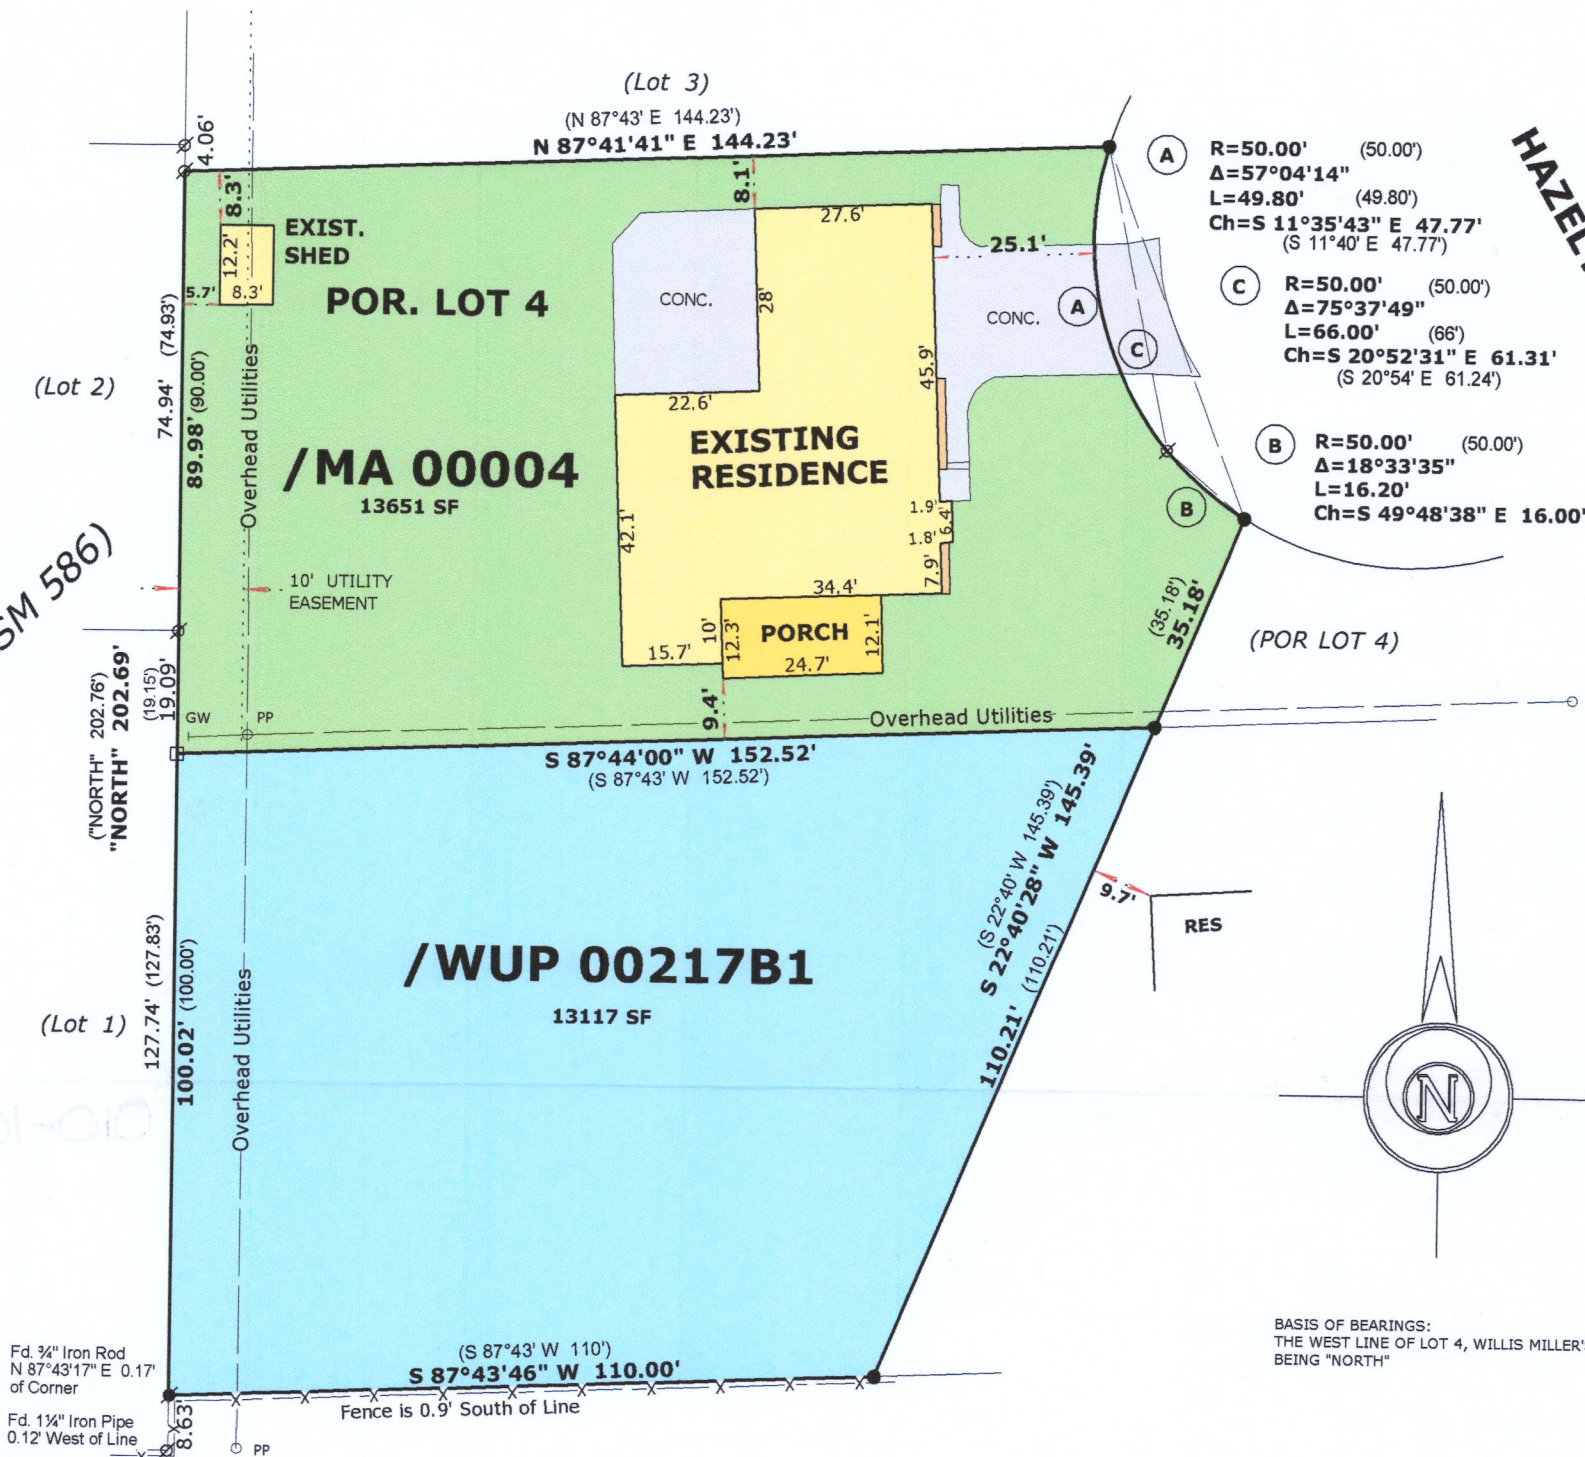 (Lot 3)
(N 87°43' E 144.23')
N 87°41'41" E 144.23'
4.06'
8.3'
8.1'
EXIST.
SHED
12.2'
5.7'
8.3'
POR. LOT 4
27.6'
25.1'
CONC.
28'
CONC.
A
C
B
45.9'
22.6'
EXISTING
RESIDENCE
/MA 00004
13651 SF
42.1'
1.9'
6.4'
1.8'
7.9'
34.4'
10'
12.3'
PORCH
12.1'
15.7'
24.7'
9.4'
10' UTILITY
EASEMENT
Overhead Utilities
(Lot 2)
74.94' (74.93')
89.98' (90.00')
SM 586)
("NORTH" 202.76')
"NORTH" 202.69'
(19.15')
19.09'
GW
PP
Overhead Utilities
S 87°44'00" W 152.52'
(S 87°43' W 152.52')
(35.18')
35.18'
(POR LOT 4)
A
R=50.00' (50.00')
Δ=57°04'14"
L=49.80' (49.80')
Ch=S 11°35'43" E 47.77'
(S 11°40' E 47.77')
C
R=50.00' (50.00')
Δ=75°37'49"
L=66.00' (66')
Ch=S 20°52'31" E 61.31'
(S 20°54' E 61.24')
B
R=50.00' (50.00')
Δ=18°33'35"
L=16.20'
Ch=S 49°48'38" E 16.00'
(S 22°40' W 145.39')
S 22°40'28" W 145.39'
110.21' (110.21')
9.7'
RES
/WUP 00217B1
13117 SF
(Lot 1)
127.74' (127.83')
100.02' (100.00')
Overhead Utilities
N
(S 87°43' W 110')
S 87°43'46" W 110.00'
Fence is 0.9' South of Line
Fd. ¾" Iron Rod
N 87°43'17" E 0.17'
of Corner
Fd. 1¼" Iron Pipe
0.12' West of Line
8.63'
PP
BASIS OF BEARINGS:
THE WEST LINE OF LOT 4, WILLIS MILLER'S
BEING "NORTH"